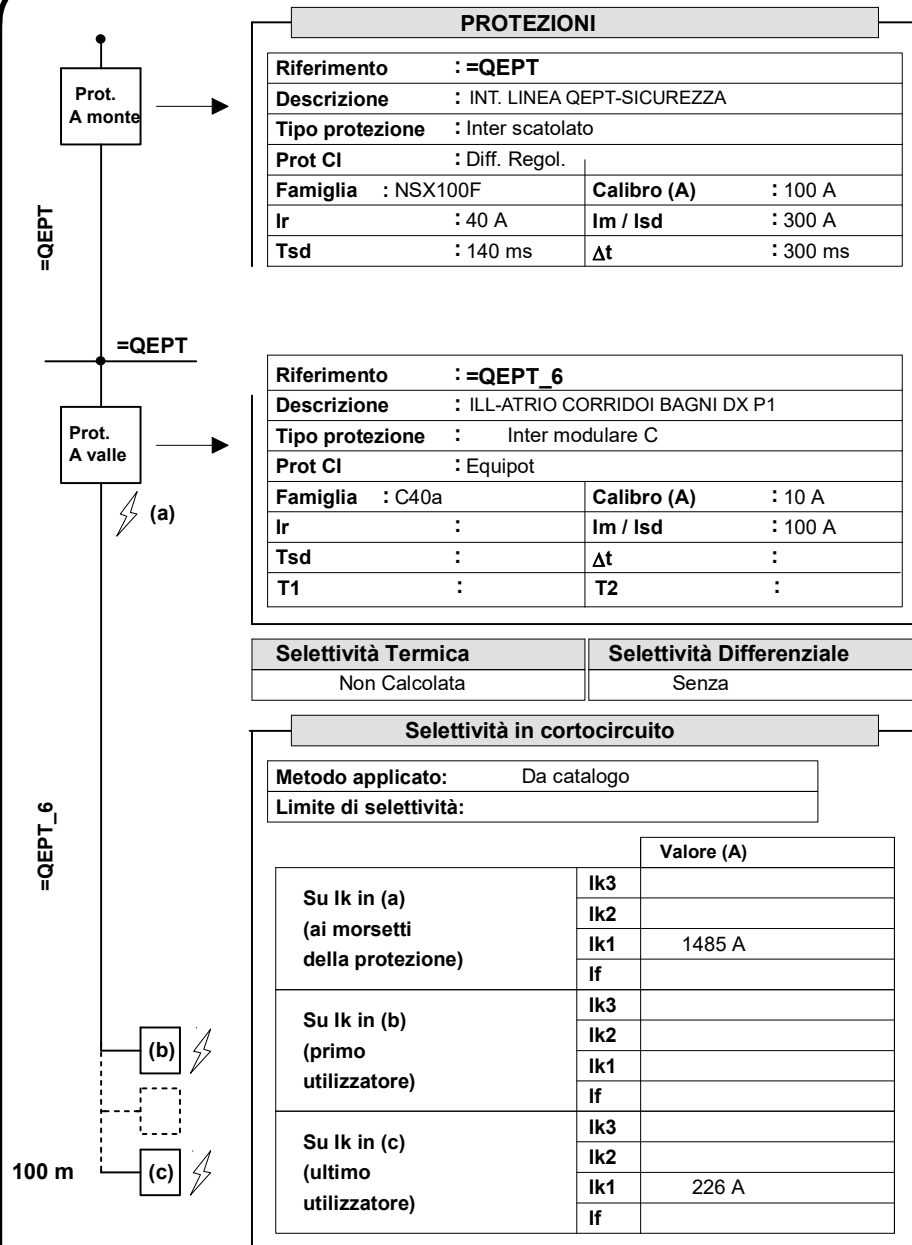 PROTEZIONI
Prot.
A monte
Riferimento : =QEPT
Descrizione : INT. LINEA QEPT-SICUREZZA
Tipo protezione : Inter scatolato
Prot CI : Diff. Regol.
Famiglia : NSX100F Calibro (A) : 100 A
Ir : 40 A Im / Isd : 300 A
Tsd : 140 ms Δt : 300 ms
=QEPT
=QEPT
Prot.
A valle
(a)
Riferimento : =QEPT_6
Descrizione : ILL-ATRIO CORRIDOI BAGNI DX P1
Tipo protezione : Inter modulare C
Prot CI : Equipot
Famiglia : C40a Calibro (A) : 10 A
Ir : Im / Isd : 100 A
Tsd : Δt :
T1 : T2 :
Selettività Termica Selettività Differenziale
Non Calcolata Senza
Selettività in cortocircuito
Metodo applicato: Da catalogo
Limite di selettività:
=QEPT_6
Valore (A)
Su Ik in (a)
(ai morsetti
della protezione)
Ik3
Ik2
Ik1 1485 A
If
(b)
Su Ik in (b)
(primo
utilizzatore)
Ik3
Ik2
Ik1
If
100 m (c)
Su Ik in (c)
(ultimo
utilizzatore)
Ik3
Ik2
Ik1 226 A
If